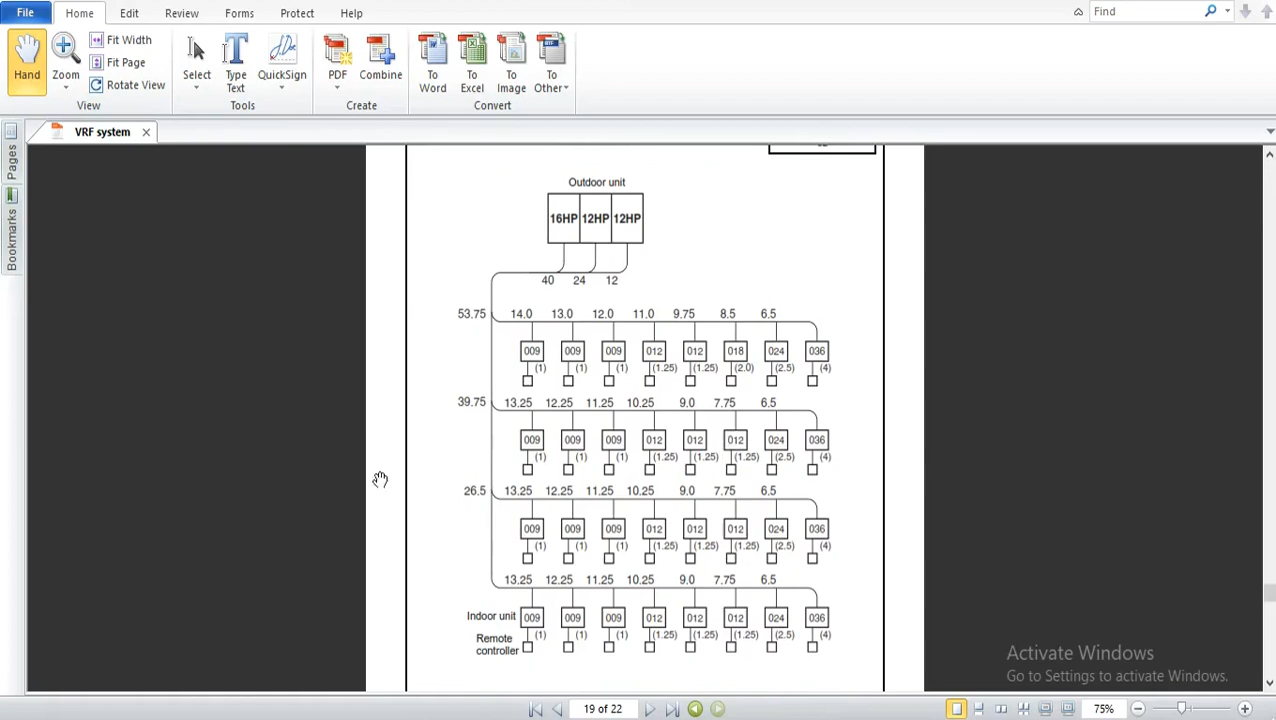 File Home Edit Review Forms Protect Help Find
Hand
Zoom
Fit Width
Fit Page
Rotate View
View
Select
Type Text
QuickSign
Tools
PDF
Combine
Create
To Word
To Excel
To Image
To Other
Convert
VRF system
Pages
Bookmarks
Outdoor unit
16HP 12HP 12HP
40 24 12
53.75 14.0 13.0 12.0 11.0 9.75 8.5 6.5
009 009 009 012 012 018 024 036
(1) (1) (1) (1.25) (1.25) (2.0) (2.5) (4)
39.75 13.25 12.25 11.25 10.25 9.0 7.75 6.5
009 009 009 012 012 012 024 036
(1) (1) (1) (1.25) (1.25) (1.25) (2.5) (4)
26.5 13.25 12.25 11.25 10.25 9.0 7.75 6.5
009 009 009 012 012 012 024 036
(1) (1) (1) (1.25) (1.25) (1.25) (2.5) (4)
13.25 12.25 11.25 10.25 9.0 7.75 6.5
Indoor unit 009 009 009 012 012 012 024 036
(1) (1) (1) (1.25) (1.25) (1.25) (2.5) (4)
Remote
controller
Activate Windows
Go to Settings to activate Windows.
19 of 22
75%